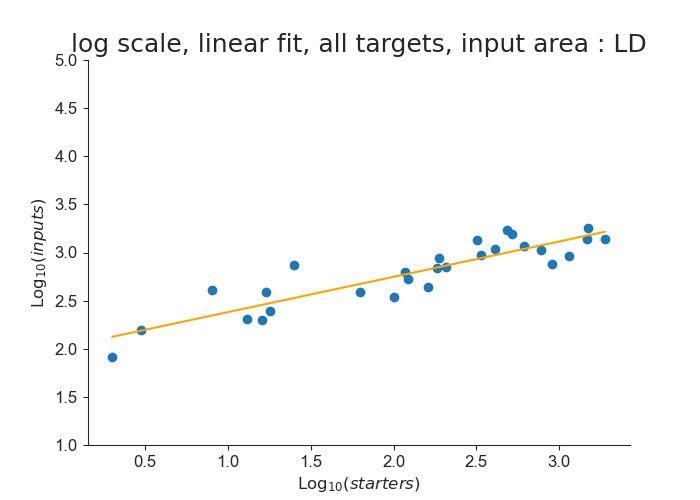 log scale, linear fit, all targets, input area : LD
5.0
4.5
4.0
3.5
3.0
2.5
2.0
1.5
1.0
Log₁₀(inputs)
0.5 1.0 1.5 2.0 2.5 3.0
Log₁₀(starters)